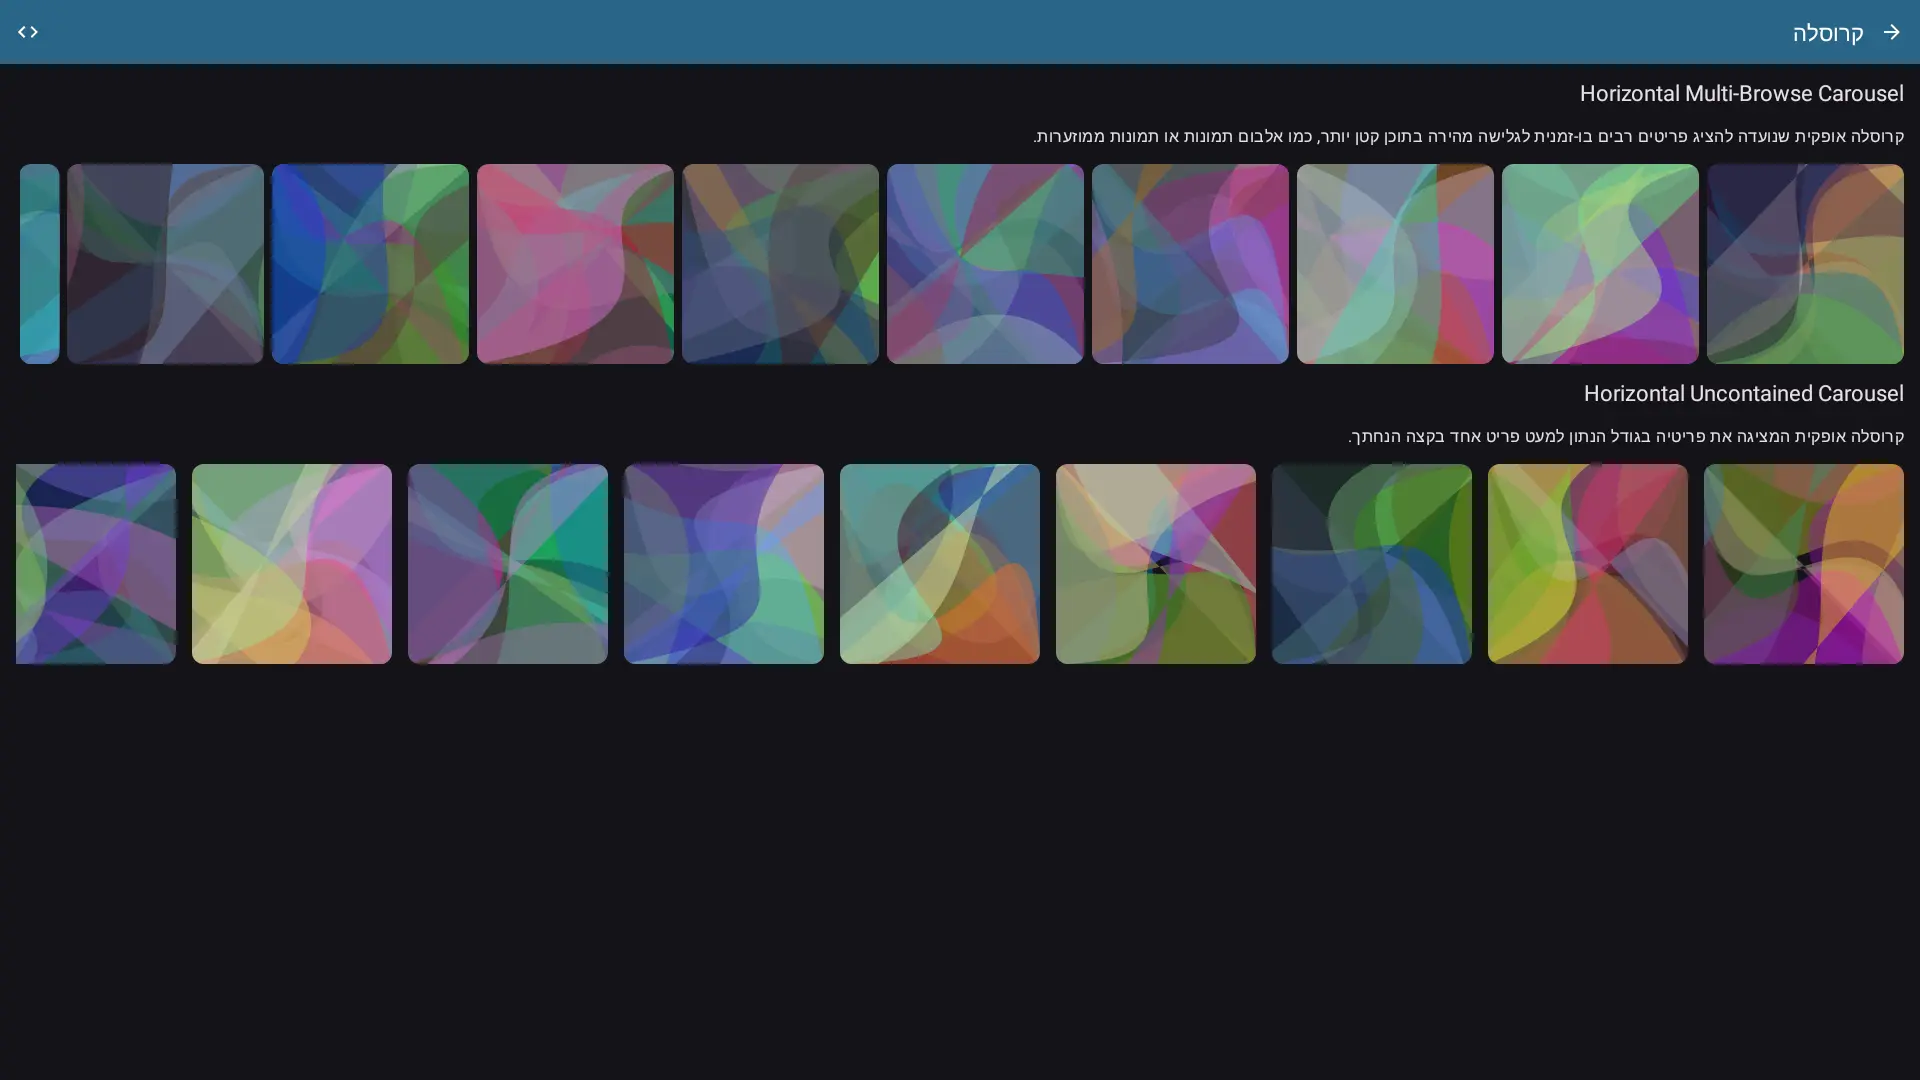 קרוסלה
Horizontal Multi-Browse Carousel
קרוסלה אופקית שנועדה להציג פריטים רבים בו-זמנית לגלישה מהירה בתוכן קטן יותר, כמו אלבום תמונות או תמונות ממוזערות.
Horizontal Uncontained Carousel
קרוסלה אופקית המציגה את פריטיה בגודל הנתון למעט פריט אחד בקצה הנחתך.